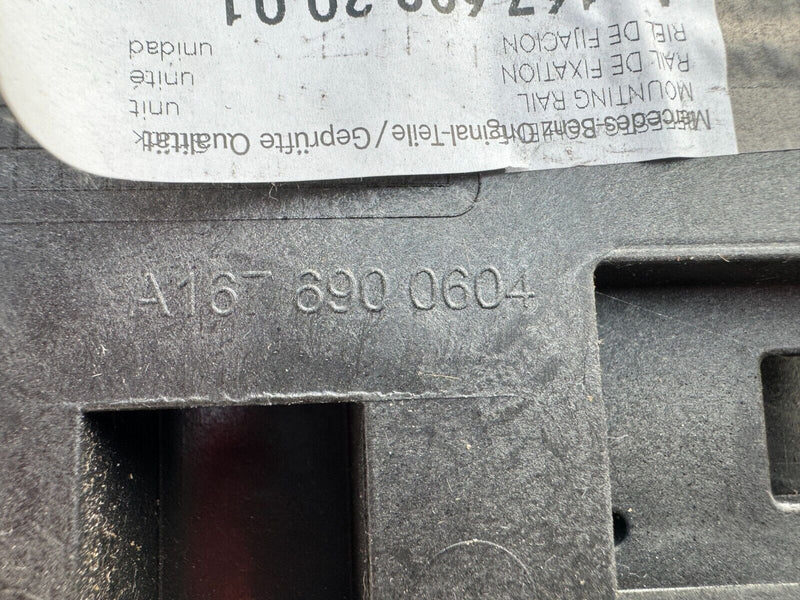 Mercedes-Benz Original-Teile/Geprüfte Qualität
MOUNTING RAIL unit
RAIL DE FIXATION unité
RIEL DE FIJACION unidad
A167 690 0604